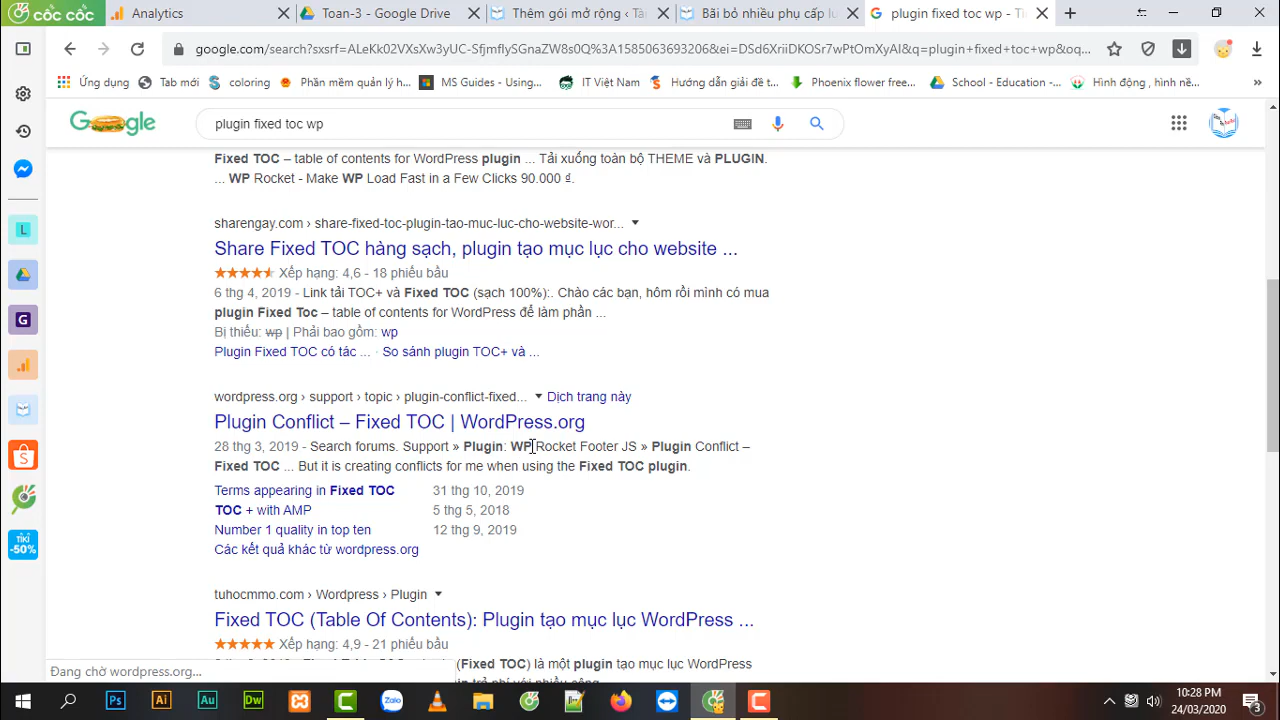 cốc cốc
Analytics
Toan-3 - Google Drive
Thêm gói mở rộng ‹ Tà
Bầu bí nhiều phụ cấp lư
plugin fixed toc wp - Tì
google.com/search?sxsrf=ALeKk02VXsXw3yUC-SfjmflySGnaZW8s0Q%3A1585063693206&ei=DSd6XriiDKOSr7wPtOmXyAI&q=plugin+fixed+toc+wp&oq...
Ứng dụng
Tab mới
coloring
Phần mềm quản lý h...
MS Guides - Using...
IT Việt Nam
Hướng dẫn giải đề t...
Phoenix flower free...
School - Education -...
Hình động , hình nề...
Google
plugin fixed toc wp
Fixed TOC – table of contents for WordPress plugin ... Tải xuống toàn bộ THEME và PLUGIN.
... WP Rocket - Make WP Load Fast in a Few Clicks 90.000 ₫.
sharengay.com › share-fixed-toc-plugin-tao-muc-luc-cho-website-wor...
Share Fixed TOC hàng sạch, plugin tạo mục lục cho website ...
Xếp hạng: 4,6 - 18 phiếu bầu
6 thg 4, 2019 - Link tải TOC+ và Fixed TOC (sạch 100%):. Chào các bạn, hôm rồi mình có mua
plugin Fixed Toc – table of contents for WordPress để làm phần ...
Bị thiếu: wp | Phải bao gồm: wp
Plugin Fixed TOC có tác ... · So sánh plugin TOC+ và ...
wordpress.org › support › topic › plugin-conflict-fixed...
Dịch trang này
Plugin Conflict – Fixed TOC | WordPress.org
28 thg 3, 2019 - Search forums. Support » Plugin: WP Rocket Footer JS » Plugin Conflict –
Fixed TOC ... But it is creating conflicts for me when using the Fixed TOC plugin.
Terms appearing in Fixed TOC 31 thg 10, 2019
TOC + with AMP 5 thg 5, 2018
Number 1 quality in top ten 12 thg 9, 2019
Các kết quả khác từ wordpress.org
tuhocmmo.com › Wordpress › Plugin
Fixed TOC (Table Of Contents): Plugin tạo mục lục WordPress ...
Xếp hạng: 4,9 - 21 phiếu bầu
(Fixed TOC) là một plugin tạo mục lục WordPress
Đang chờ wordpress.org...
L
G
TIKI
-50%
Ps
Ai
Au
Dw
Zalo
10:28 PM
24/03/2020
3